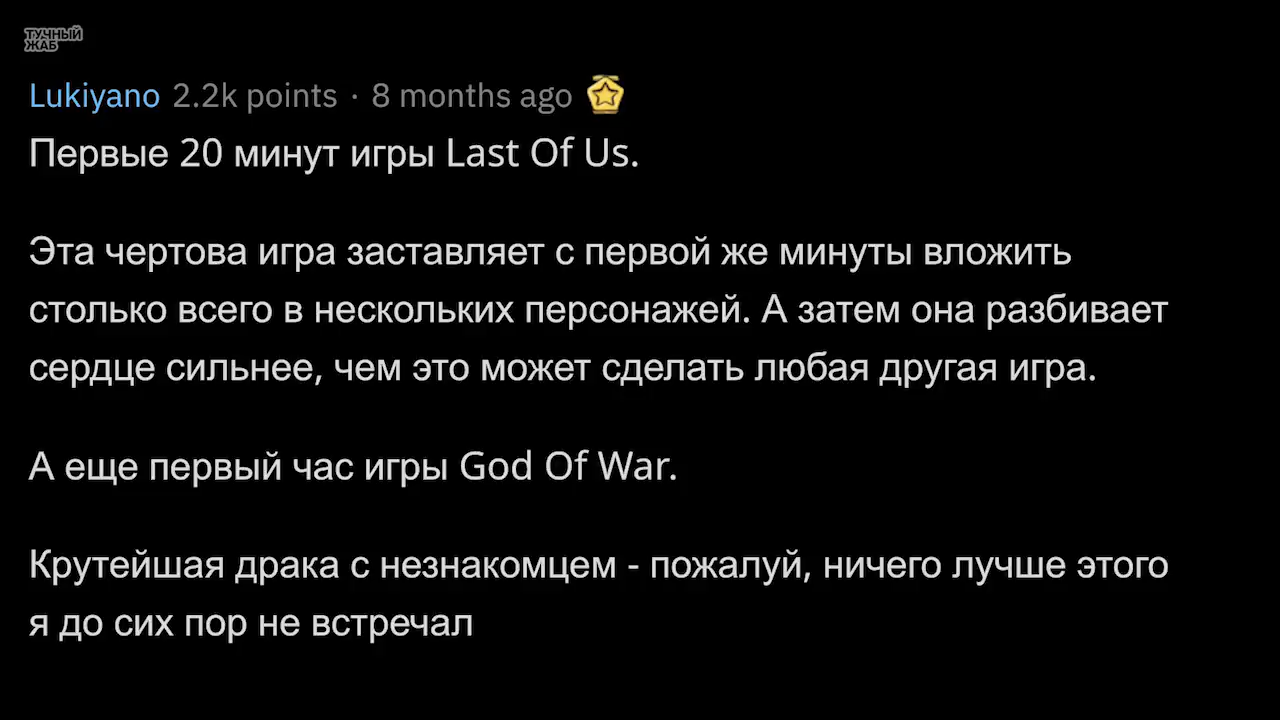 ТУЧНЫЙ
ЖАБ
Lukiyano 2.2k points · 8 months ago
Первые 20 минут игры Last Of Us.
Эта чертова игра заставляет с первой же минуты вложить
столько всего в нескольких персонажей. А затем она разбивает
сердце сильнее, чем это может сделать любая другая игра.
А еще первый час игры God Of War.
Крутейшая драка с незнакомцем - пожалуй, ничего лучше этого
я до сих пор не встречал